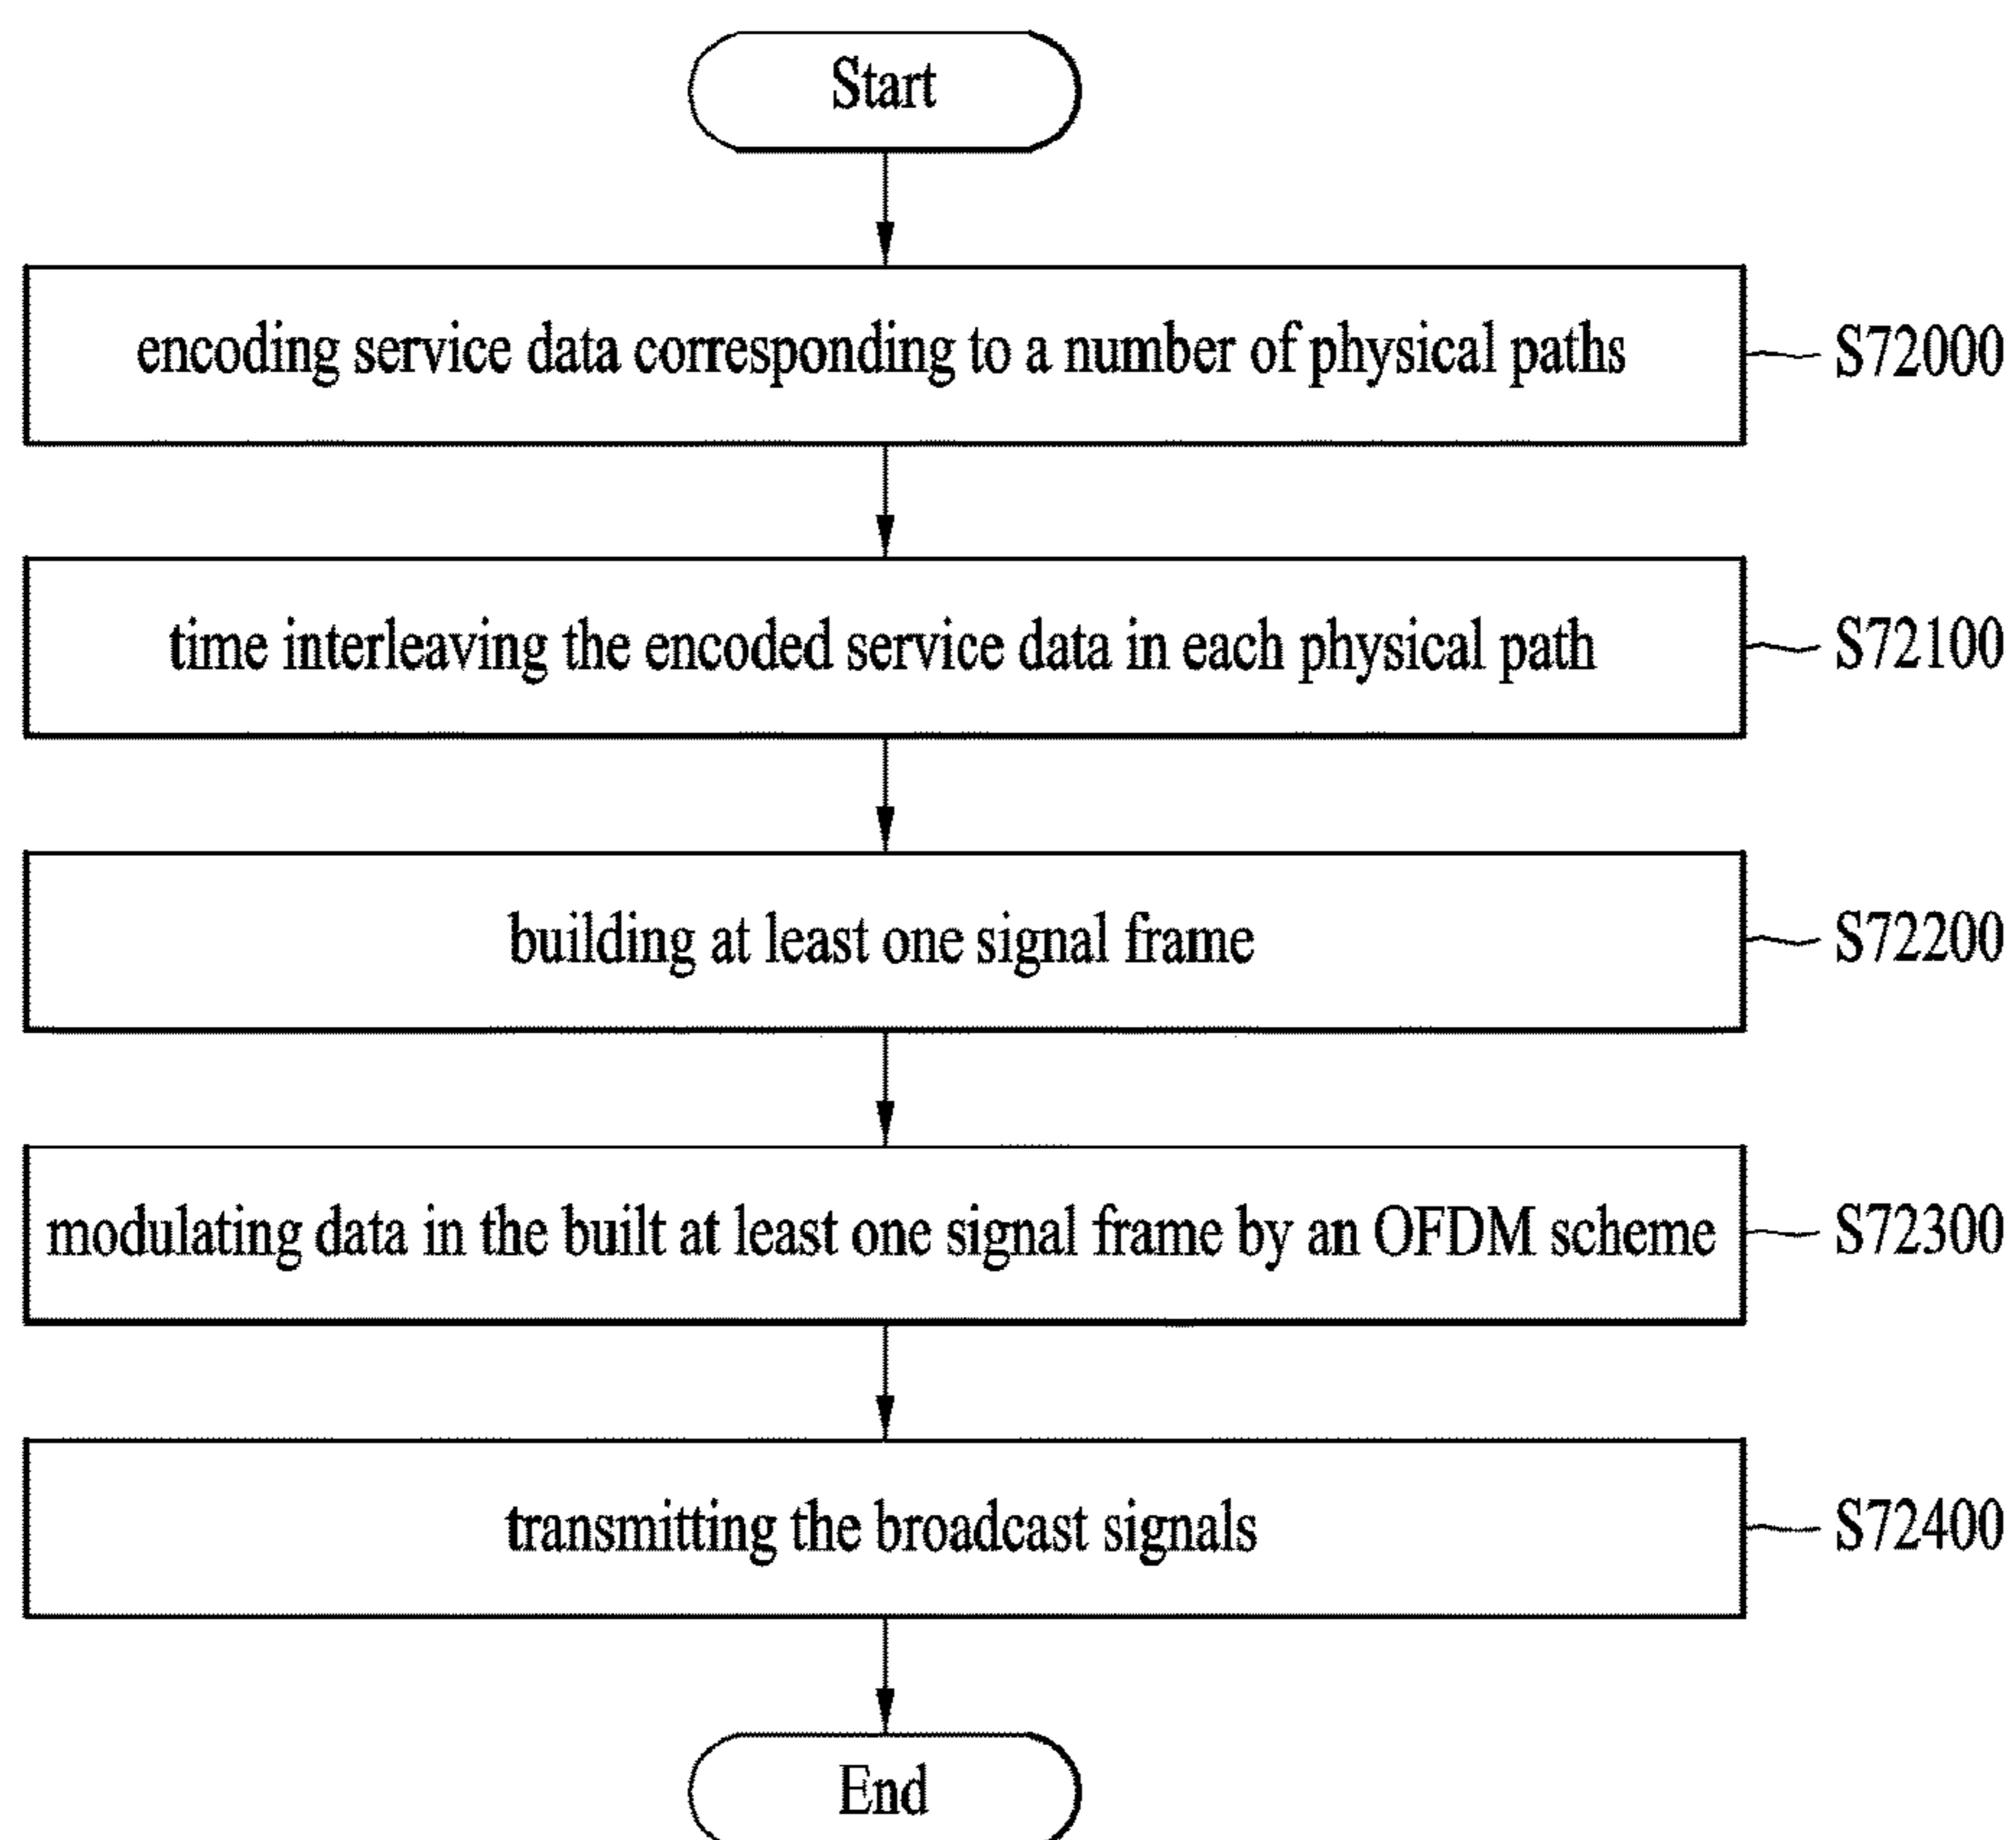 Start
encoding service data corresponding to a number of physical paths
S72000
time interleaving the encoded service data in each physical path
S72100
building at least one signal frame
S72200
modulating data in the built at least one signal frame by an OFDM scheme
S72300
transmitting the broadcast signals
S72400
End